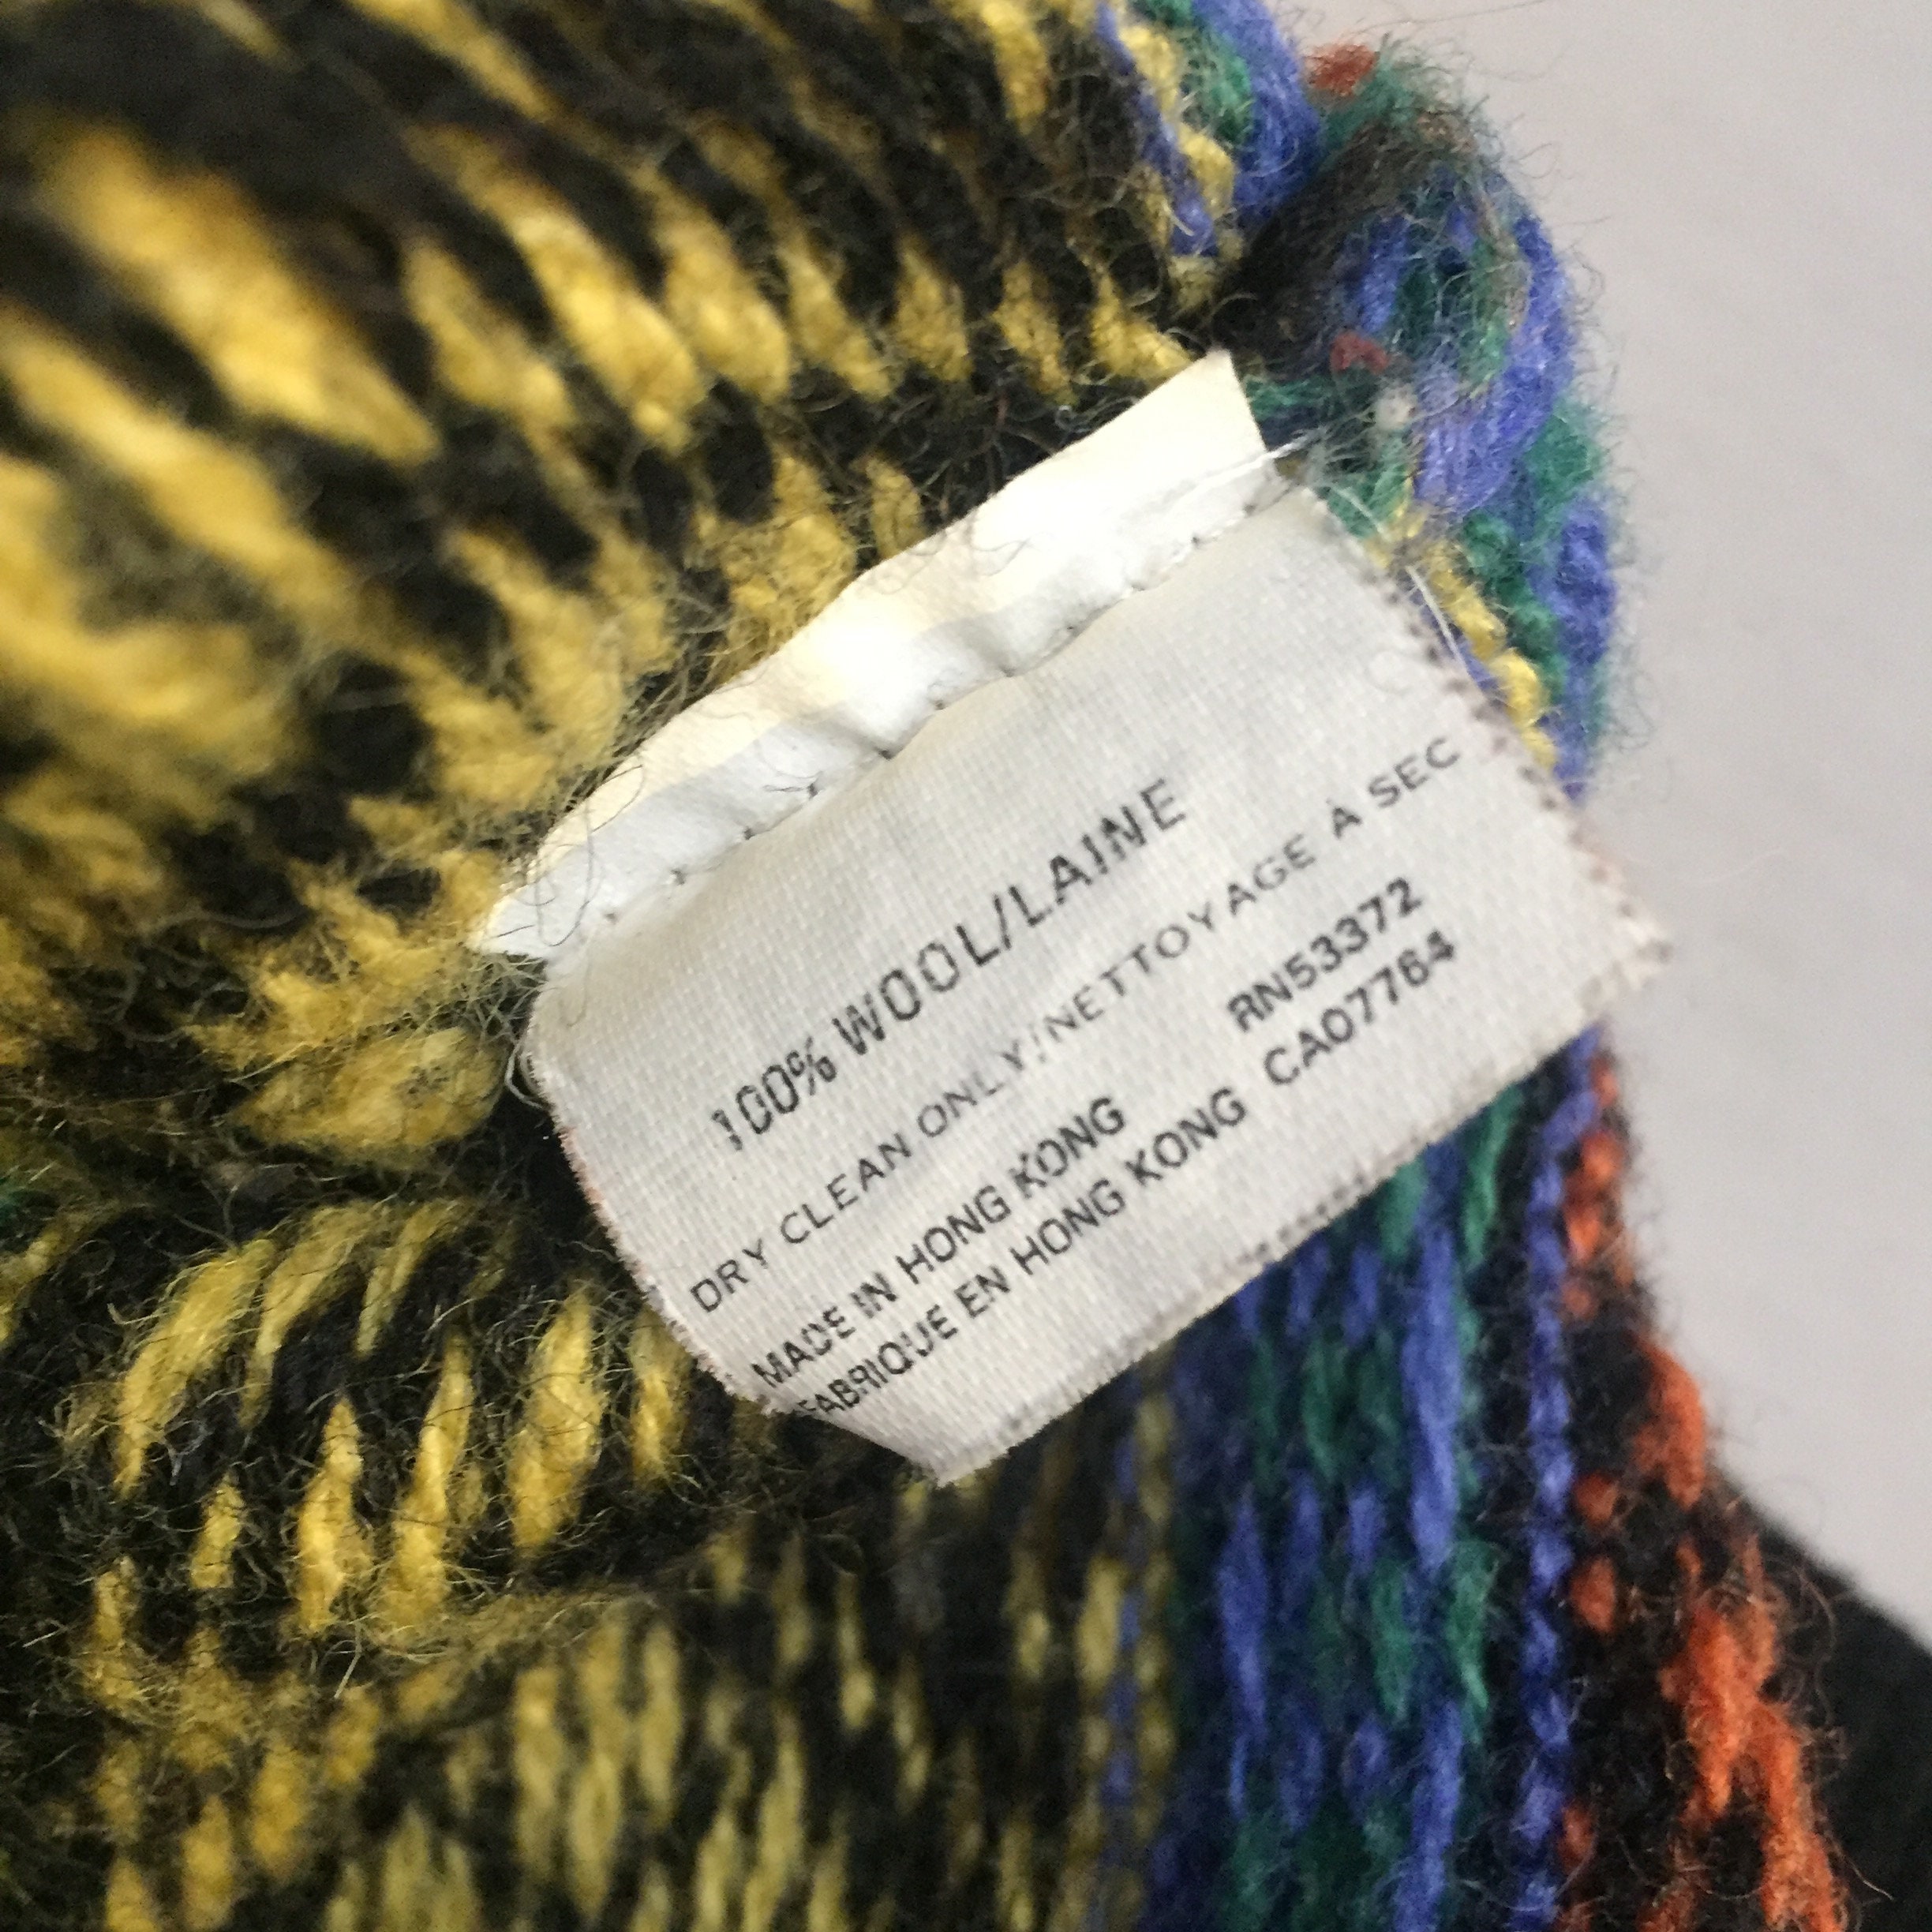 100% WOOL/LAINE
DRY CLEAN ONLY/NETTOYAGE À SEC
MADE IN HONG KONG RN53372
FABRIQUE EN HONG KONG CA07764